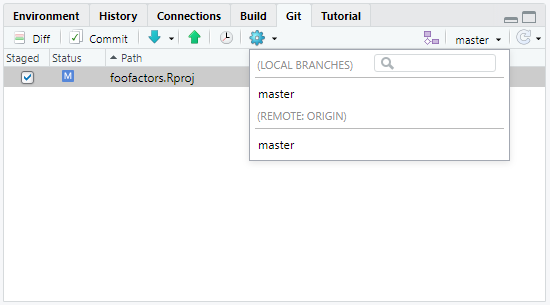 Environment History Connections Build Git Tutorial
Diff Commit master
Staged Status Path
M foofactors.Rproj
(LOCAL BRANCHES)
master
(REMOTE: ORIGIN)
master